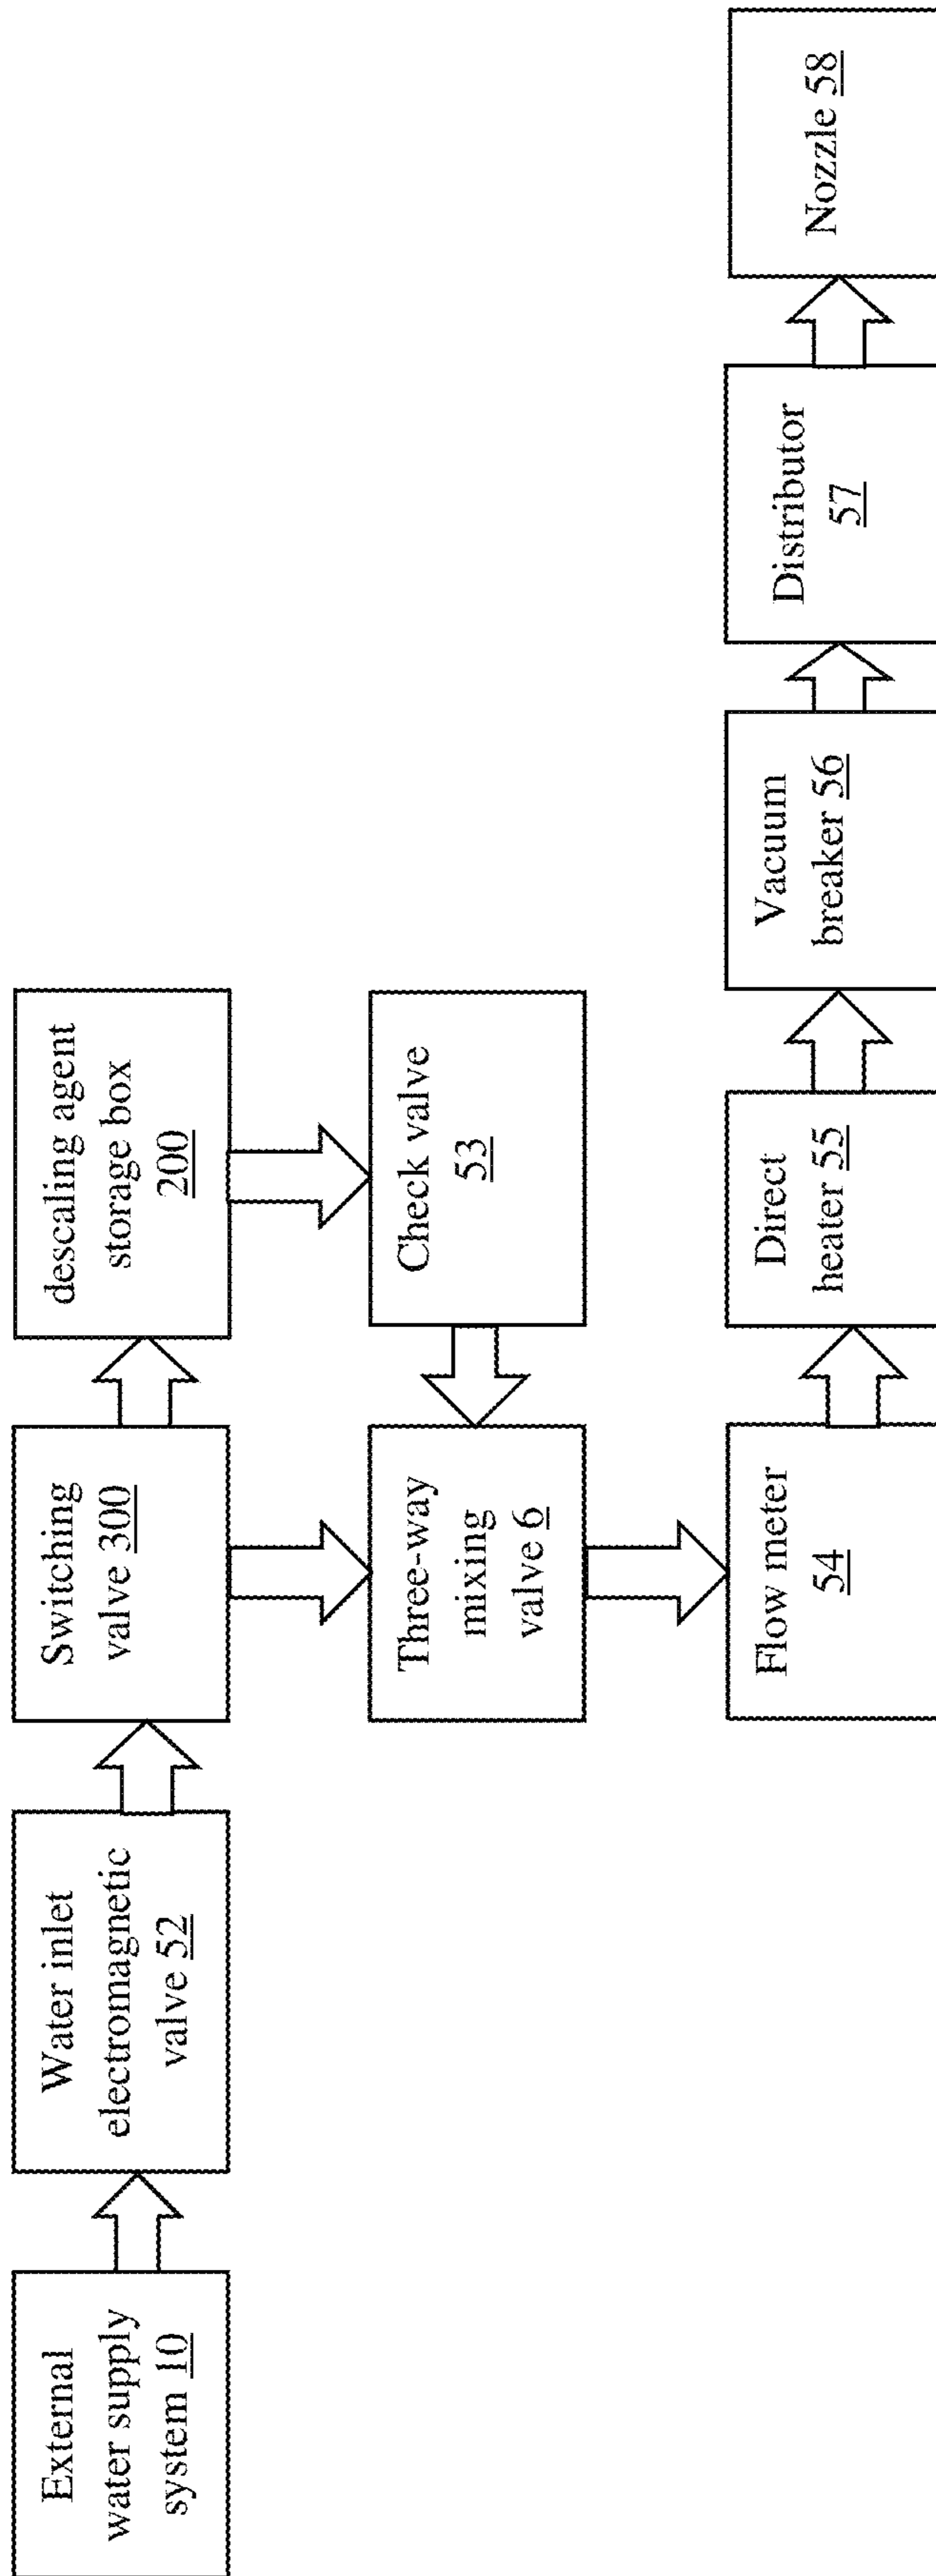 External
water supply
system 10
Water inlet
electromagnetic
valve 52
Switching
valve 300
descaling agent
storage box
200
Three-way
mixing
valve 6
Check valve
53
Flow meter
54
Direct
heater 55
Vacuum
breaker 56
Distributor
57
Nozzle 58